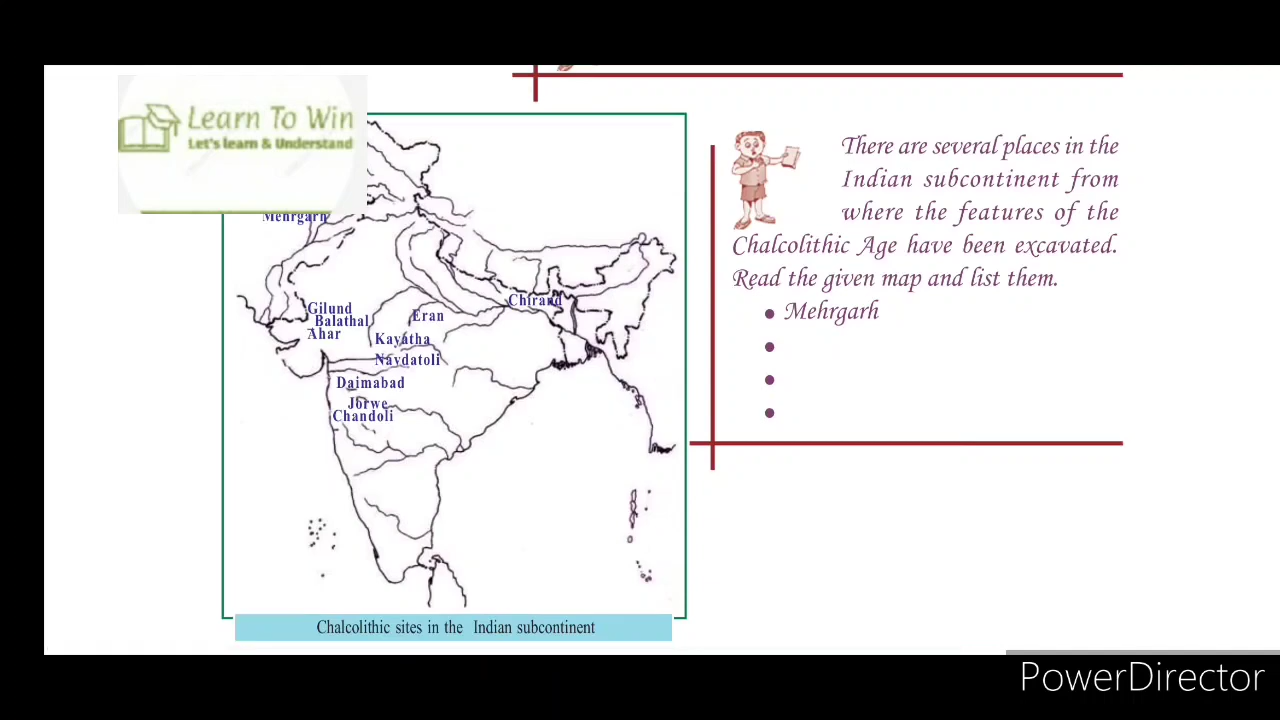 Learn To Win
Let's learn & Understand
Mehrgarh
Gilund
Balathal
Ahar
Eran
Chirand
Kayatha
Navdatoli
Daimabad
Jorwe
Chandoli
Chalcolithic sites in the Indian subcontinent
There are several places in the
Indian subcontinent from
where the features of the
Chalcolithic Age have been excavated.
Read the given map and list them.
• Mehrgarh
•
•
•
PowerDirector